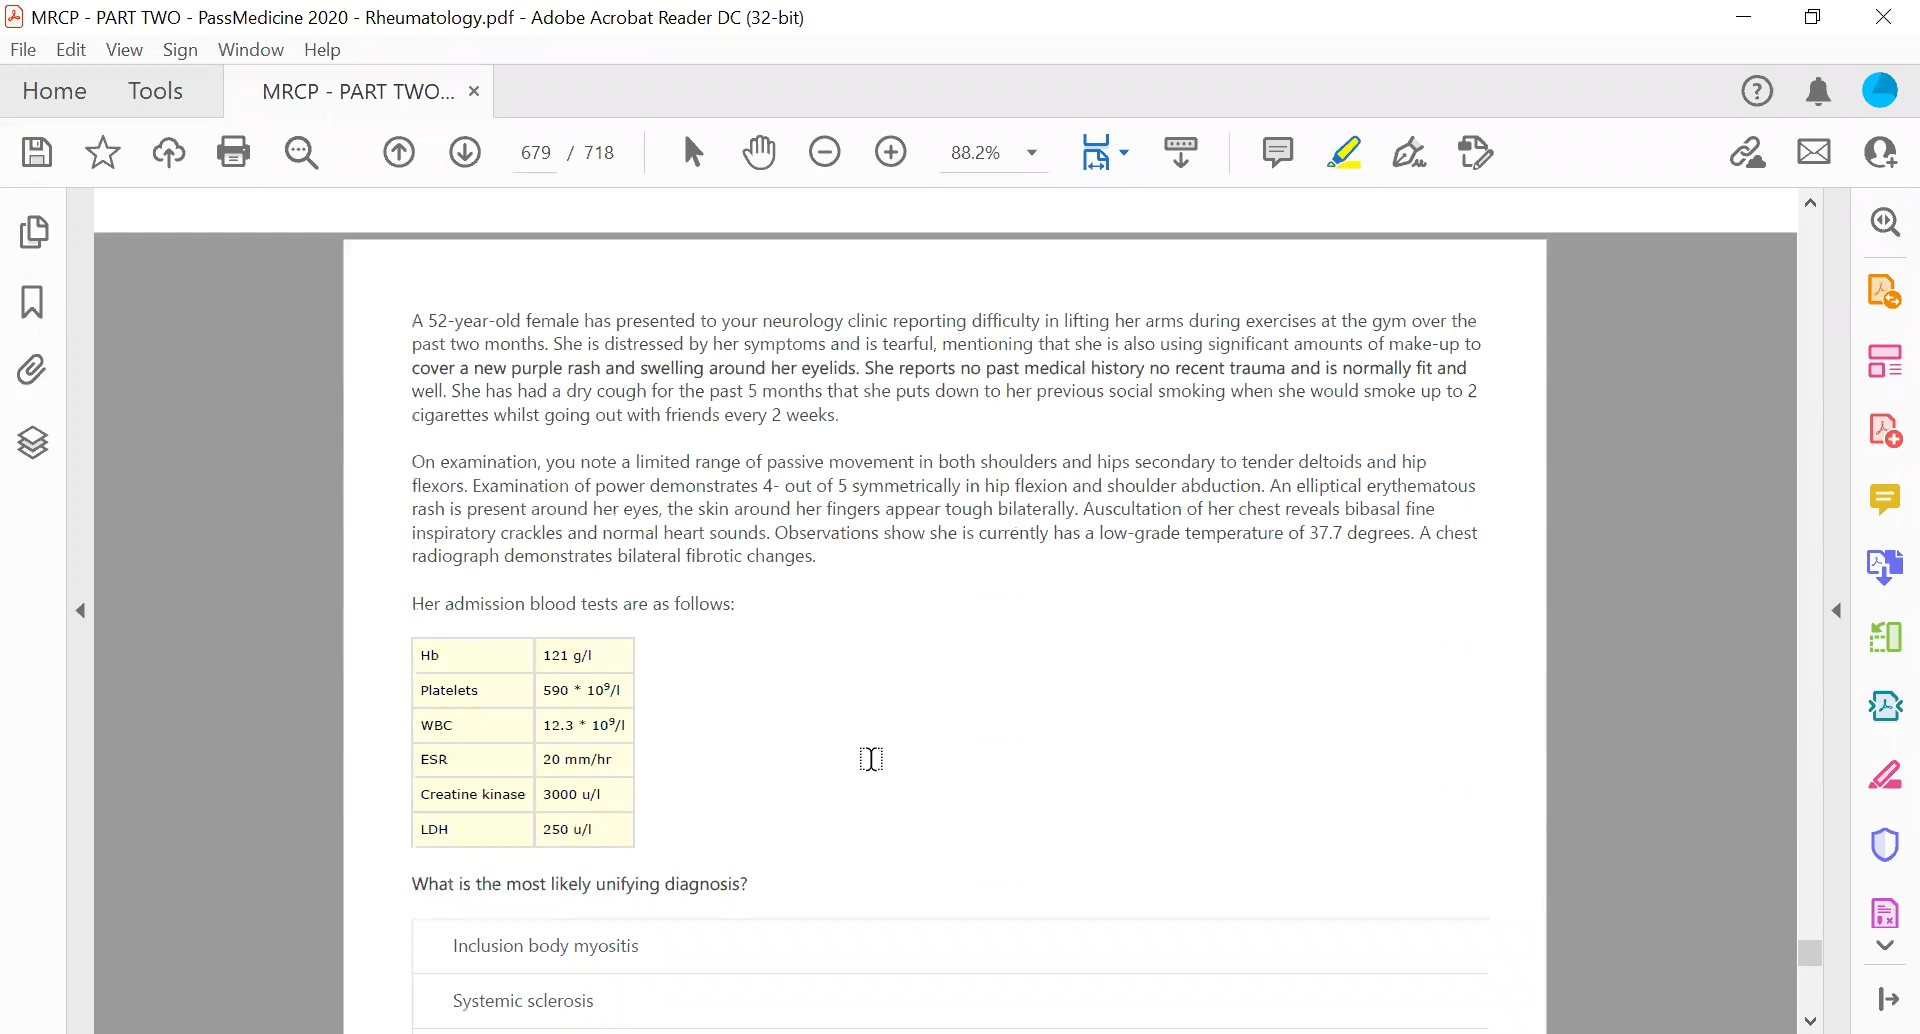 MRCP - PART TWO - PassMedicine 2020 - Rheumatology.pdf - Adobe Acrobat Reader DC (32-bit)
File Edit View Sign Window Help
Home Tools MRCP - PART TWO... ×
679 / 718 88.2%
A 52-year-old female has presented to your neurology clinic reporting difficulty in lifting her arms during exercises at the gym over the
past two months. She is distressed by her symptoms and is tearful, mentioning that she is also using significant amounts of make-up to
cover a new purple rash and swelling around her eyelids. She reports no past medical history no recent trauma and is normally fit and
well. She has had a dry cough for the past 5 months that she puts down to her previous social smoking when she would smoke up to 2
cigarettes whilst going out with friends every 2 weeks.
On examination, you note a limited range of passive movement in both shoulders and hips secondary to tender deltoids and hip
flexors. Examination of power demonstrates 4- out of 5 symmetrically in hip flexion and shoulder abduction. An elliptical erythematous
rash is present around her eyes, the skin around her fingers appear tough bilaterally. Auscultation of her chest reveals bibasal fine
inspiratory crackles and normal heart sounds. Observations show she is currently has a low-grade temperature of 37.7 degrees. A chest
radiograph demonstrates bilateral fibrotic changes.
Her admission blood tests are as follows:
Hb 121 g/l
Platelets 590 * 10⁹/l
WBC 12.3 * 10⁹/l
ESR 20 mm/hr
Creatine kinase 3000 u/l
LDH 250 u/l
What is the most likely unifying diagnosis?
Inclusion body myositis
Systemic sclerosis